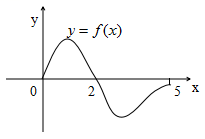 y
y = f(x)
0 2 5 x